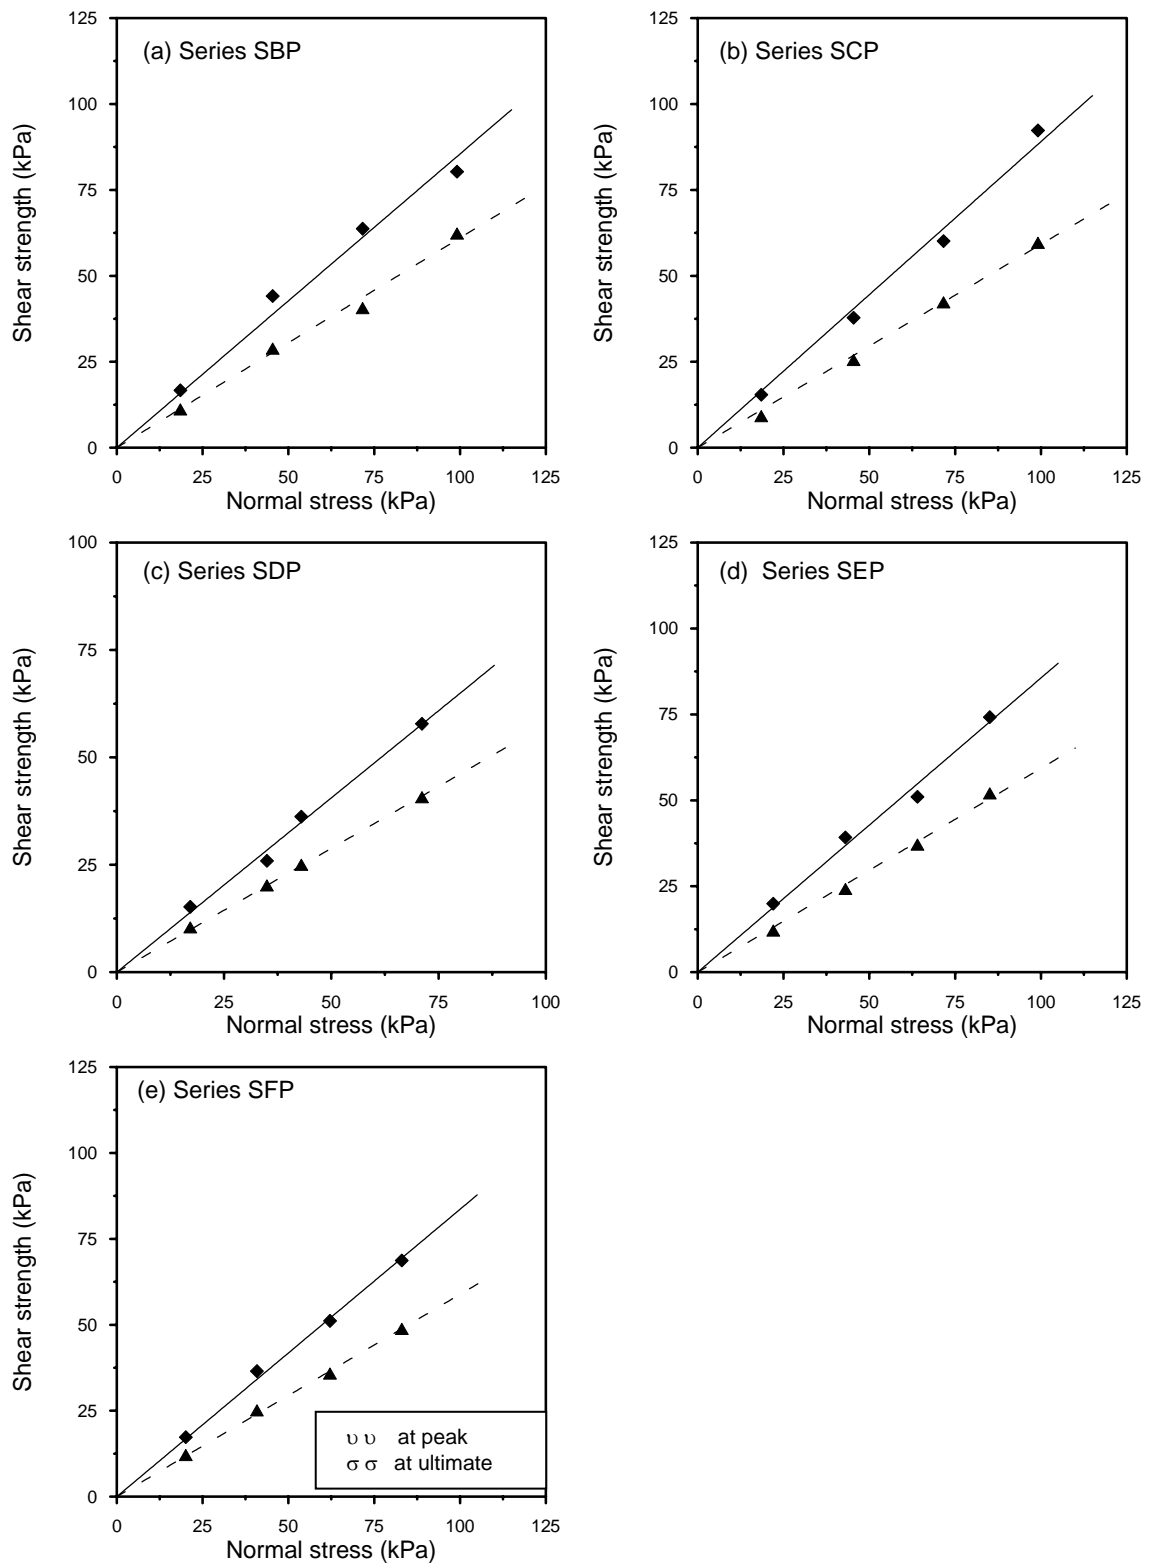 (a) Series SBP
Shear strength (kPa)
125
100
75
50
25
0
0 25 50 75 100 125
Normal stress (kPa)
(b) Series SCP
Shear strength (kPa)
125
100
75
50
25
0
0 25 50 75 100 125
Normal stress (kPa)
(c) Series SDP
Shear strength (kPa)
100
75
50
25
0
0 25 50 75 100
Normal stress (kPa)
(d) Series SEP
Shear strength (kPa)
125
100
75
50
25
0
0 25 50 75 100 125
Normal stress (kPa)
(e) Series SFP
Shear strength (kPa)
125
100
75
50
25
0
0 25 50 75 100 125
Normal stress (kPa)
υ υ at peak
σ σ at ultimate